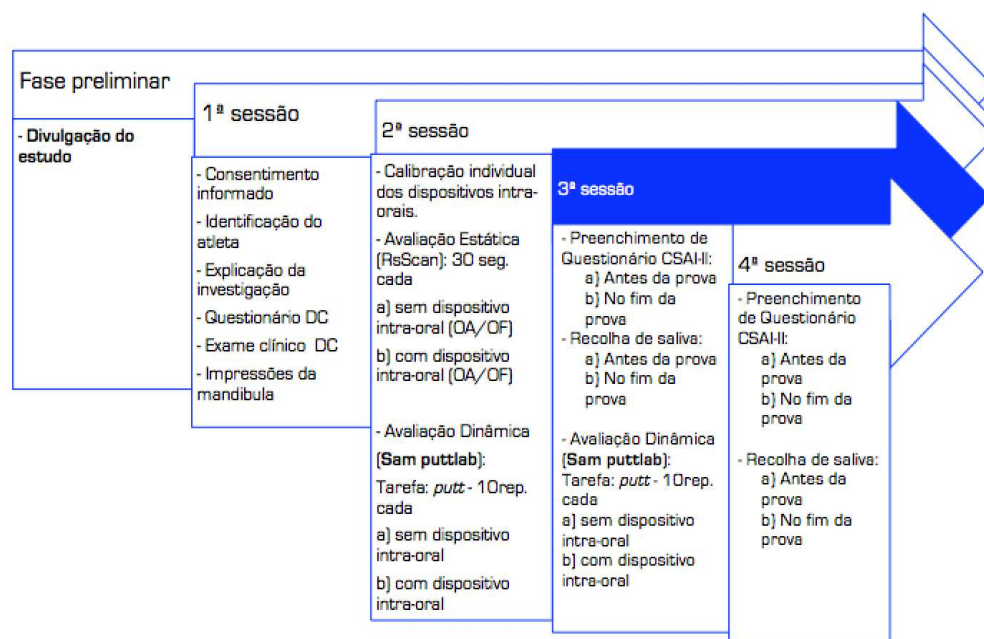 Fase preliminar
- Divulgação do
estudo
1ª sessão
- Consentimento
informado
- Identificação do
atleta
- Explicação da
investigação
- Questionário DC
- Exame clínico DC
- Impressões da
mandibula
2ª sessão
- Calibração individual
dos dispositivos intra-
orais.
- Avaliação Estática
(RsScan): 30 seg.
cada
a) sem dispositivo
intra-oral (OA/OF)
b) com dispositivo
intra-oral (OA/OF)
- Avaliação Dinâmica
(Sam puttlab):
Tarefa: putt - 10rep.
cada
a) sem dispositivo
intra-oral
b) com dispositivo
intra-oral
3ª sessão
- Preenchimento de
Questionário CSAI-II:
a) Antes da prova
b) No fim da
prova
- Recolha de saliva:
a) Antes da prova
b) No fim da
prova
- Avaliação Dinâmica
(Sam puttlab):
Tarefa: putt - 10rep.
cada
a) sem dispositivo
intra-oral
b) com dispositivo
intra-oral
4ª sessão
- Preenchimento
de Questionário
CSAI-II:
a) Antes da
prova
b) No fim da
prova
- Recolha de saliva:
a) Antes da
prova
b) No fim da
prova